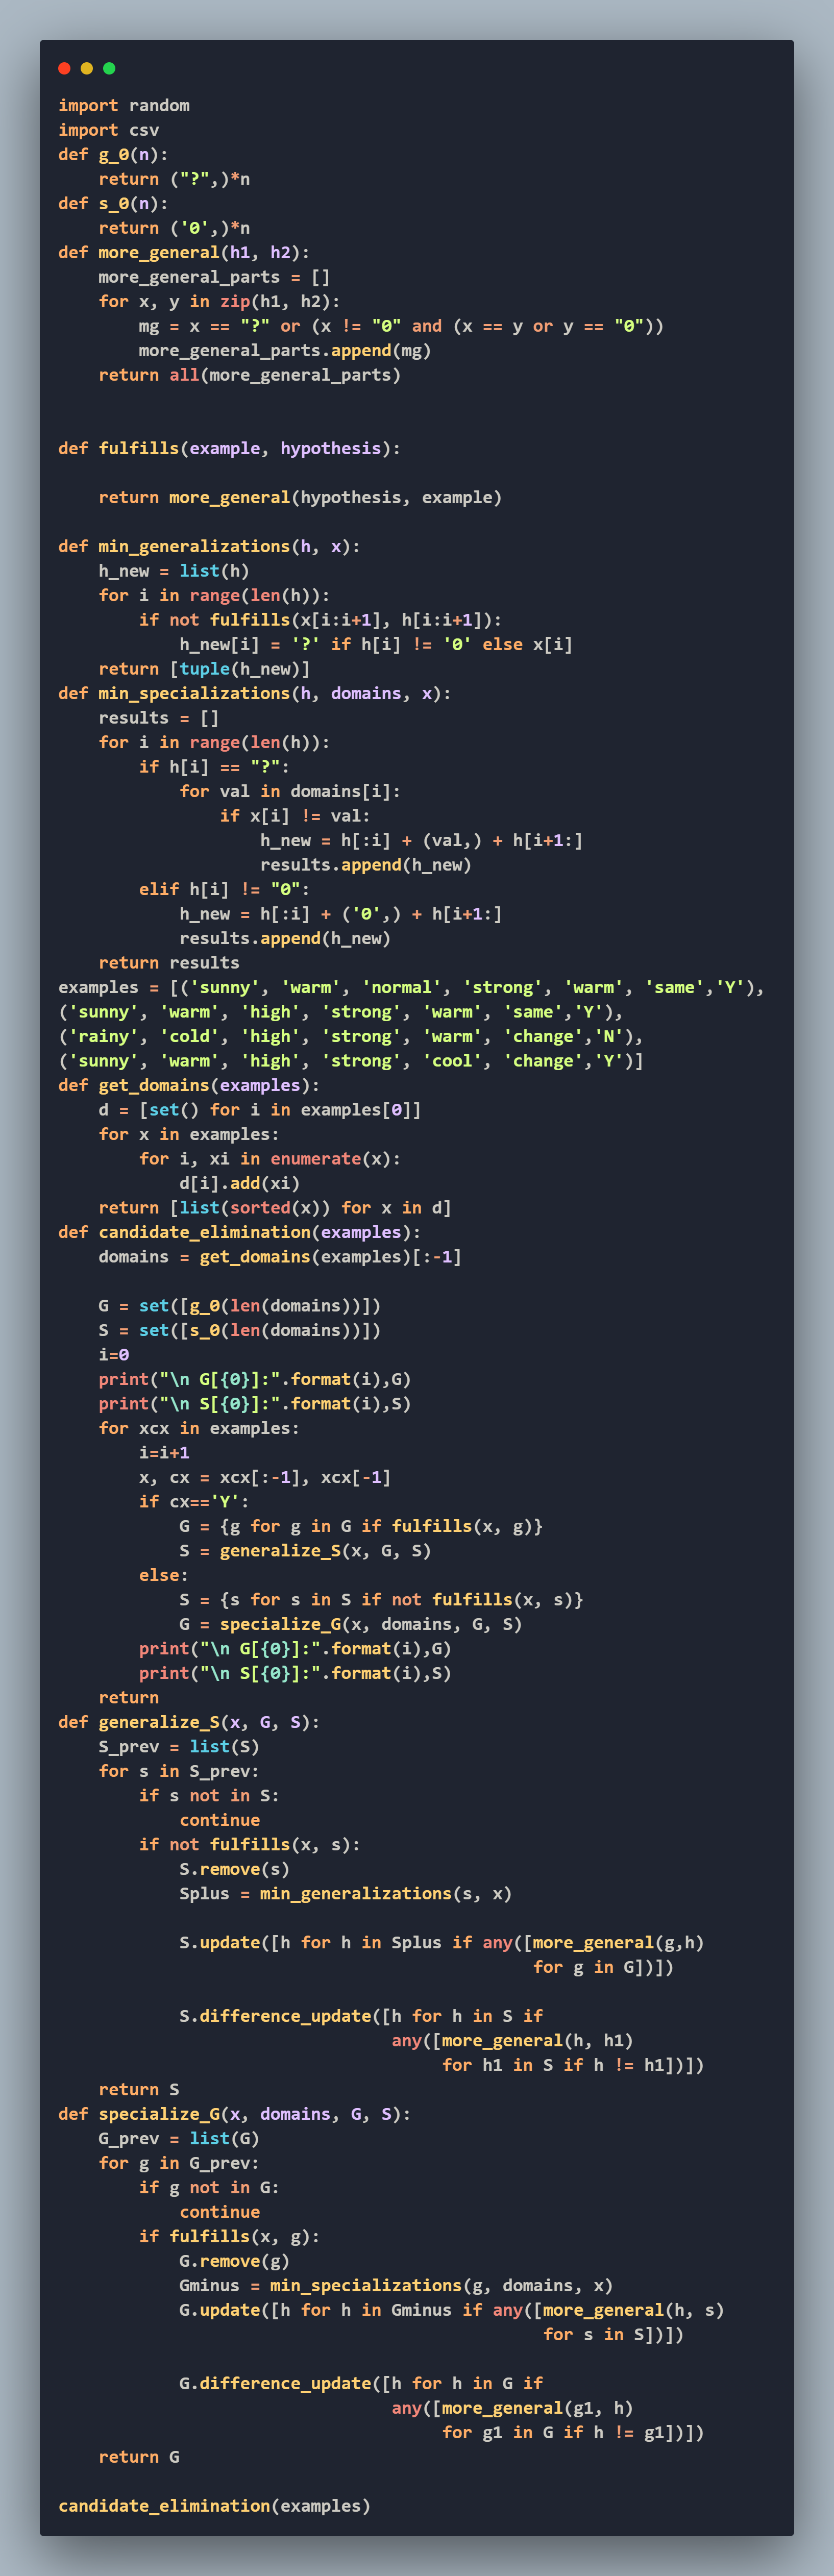 import random
import csv
def g_0(n):
    return ("?",)*n
def s_0(n):
    return ('0',)*n
def more_general(h1, h2):
    more_general_parts = []
    for x, y in zip(h1, h2):
        mg = x == "?" or (x != "0" and (x == y or y == "0"))
        more_general_parts.append(mg)
    return all(more_general_parts)


def fulfills(example, hypothesis):

    return more_general(hypothesis, example)

def min_generalizations(h, x):
    h_new = list(h)
    for i in range(len(h)):
        if not fulfills(x[i:i+1], h[i:i+1]):
            h_new[i] = '?' if h[i] != '0' else x[i]
    return [tuple(h_new)]
def min_specializations(h, domains, x):
    results = []
    for i in range(len(h)):
        if h[i] == "?":
            for val in domains[i]:
                if x[i] != val:
                    h_new = h[:i] + (val,) + h[i+1:]
                    results.append(h_new)
        elif h[i] != "0":
            h_new = h[:i] + ('0',) + h[i+1:]
            results.append(h_new)
    return results
examples = [('sunny', 'warm', 'normal', 'strong', 'warm', 'same','Y'),
('sunny', 'warm', 'high', 'strong', 'warm', 'same','Y'),
('rainy', 'cold', 'high', 'strong', 'warm', 'change','N'),
('sunny', 'warm', 'high', 'strong', 'cool', 'change','Y')]
def get_domains(examples):
    d = [set() for i in examples[0]]
    for x in examples:
        for i, xi in enumerate(x):
            d[i].add(xi)
    return [list(sorted(x)) for x in d]
def candidate_elimination(examples):
    domains = get_domains(examples)[:-1]

    G = set([g_0(len(domains))])
    S = set([s_0(len(domains))])
    i=0
    print("\n G[{0}]:".format(i),G)
    print("\n S[{0}]:".format(i),S)
    for xcx in examples:
        i=i+1
        x, cx = xcx[:-1], xcx[-1]
        if cx=='Y':
            G = {g for g in G if fulfills(x, g)}
            S = generalize_S(x, G, S)
        else:
            S = {s for s in S if not fulfills(x, s)}
            G = specialize_G(x, domains, G, S)
        print("\n G[{0}]:".format(i),G)
        print("\n S[{0}]:".format(i),S)
    return
def generalize_S(x, G, S):
    S_prev = list(S)
    for s in S_prev:
        if s not in S:
            continue
        if not fulfills(x, s):
            S.remove(s)
            Splus = min_generalizations(s, x)

            S.update([h for h in Splus if any([more_general(g,h)
                                               for g in G])])

            S.difference_update([h for h in S if
                                 any([more_general(h, h1)
                                      for h1 in S if h != h1])])
    return S
def specialize_G(x, domains, G, S):
    G_prev = list(G)
    for g in G_prev:
        if g not in G:
            continue
        if fulfills(x, g):
            G.remove(g)
            Gminus = min_specializations(g, domains, x)
            G.update([h for h in Gminus if any([more_general(h, s)
                                                for s in S])])

            G.difference_update([h for h in G if
                                 any([more_general(g1, h)
                                      for g1 in G if h != g1])])
    return G

candidate_elimination(examples)